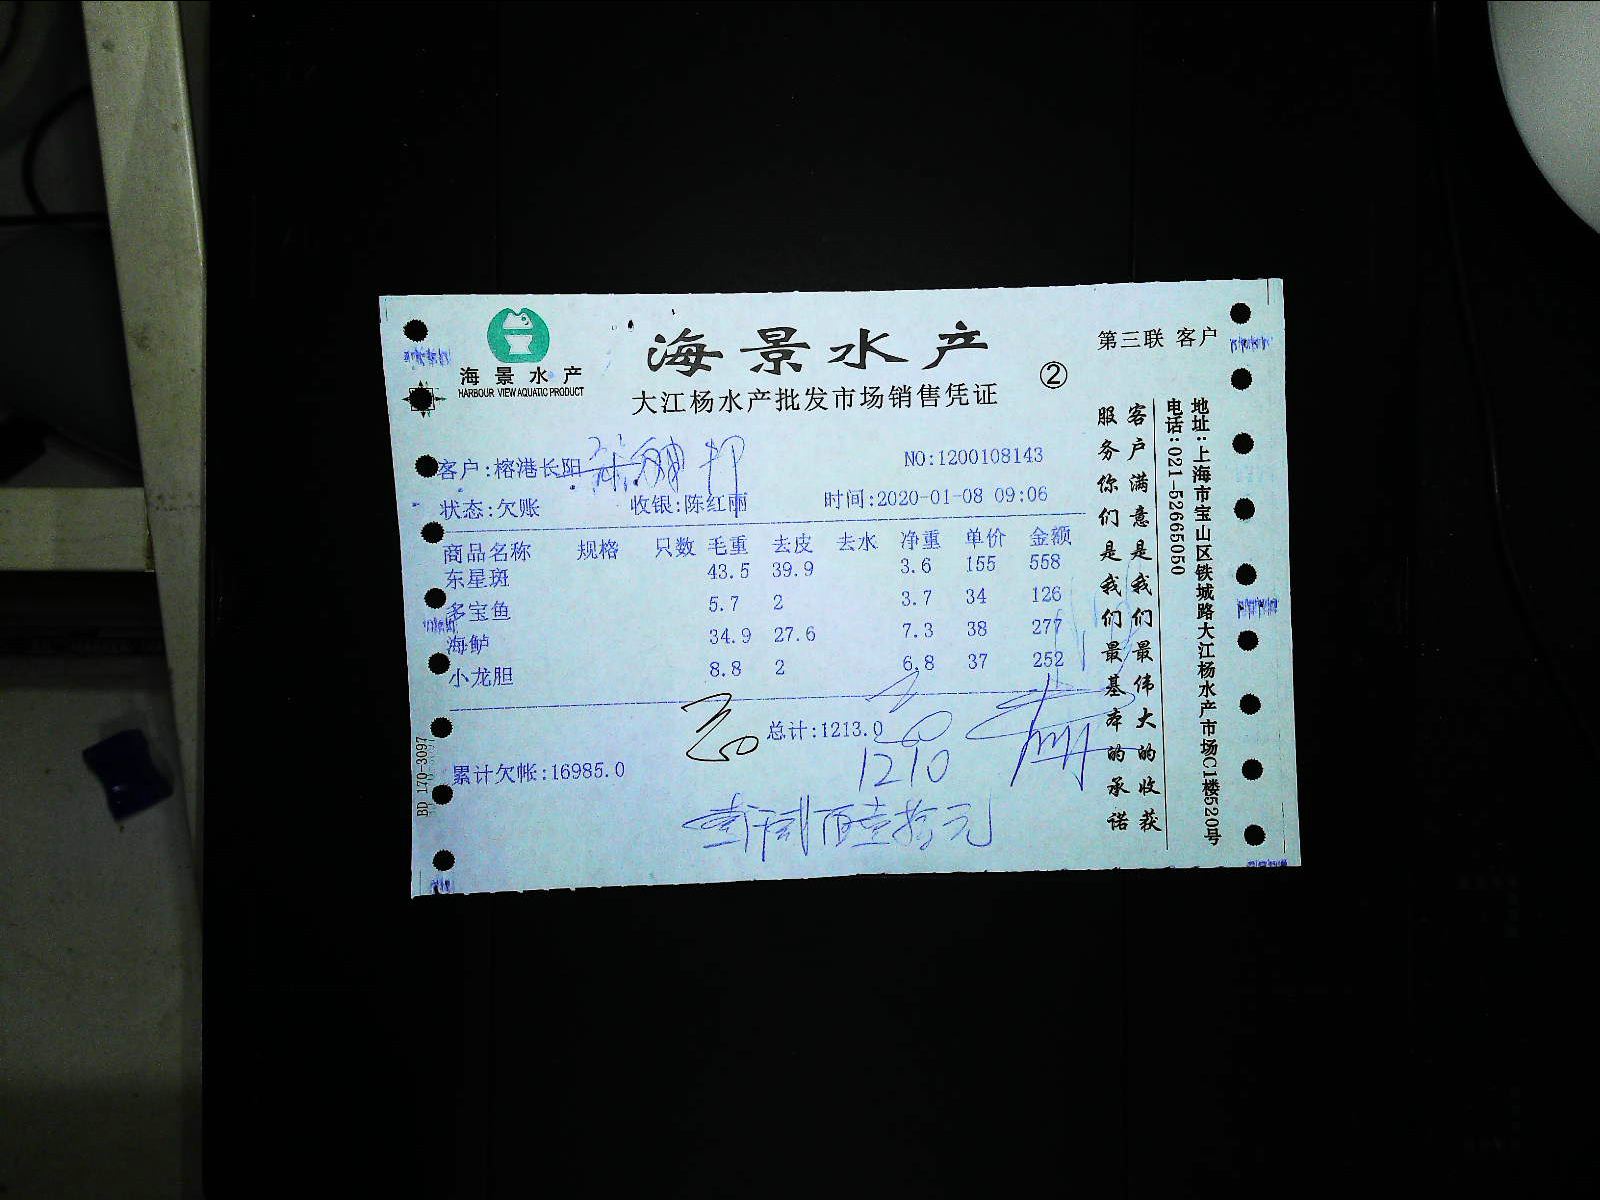 海景水产
HARBOUR VIEW AQUATIC PRODUCT
海景水产
大江杨水产批发市场销售凭证
②
第三联 客户
客户:榕港长阳
NO:1200108143
状态:欠账 收银:陈红丽 时间:2020-01-08 09:06
商品名称 规格 只数 毛重 去皮 去水 净重 单价 金额
东星斑 43.5 39.9 3.6 155 558
多宝鱼 5.7 2 3.7 34 126
海鲈 34.9 27.6 7.3 38 277
小龙胆 8.8 2 6.8 37 252
总计:1213.0
累计欠帐:16985.0
1210
壹仟贰佰壹拾元
客户满意是我们最伟大的收获
服务你们是我们最基本的承诺
地址:上海市宝山区铁城路大江杨水产市场C1楼520号
电话:021-52665050
BD 170-3097